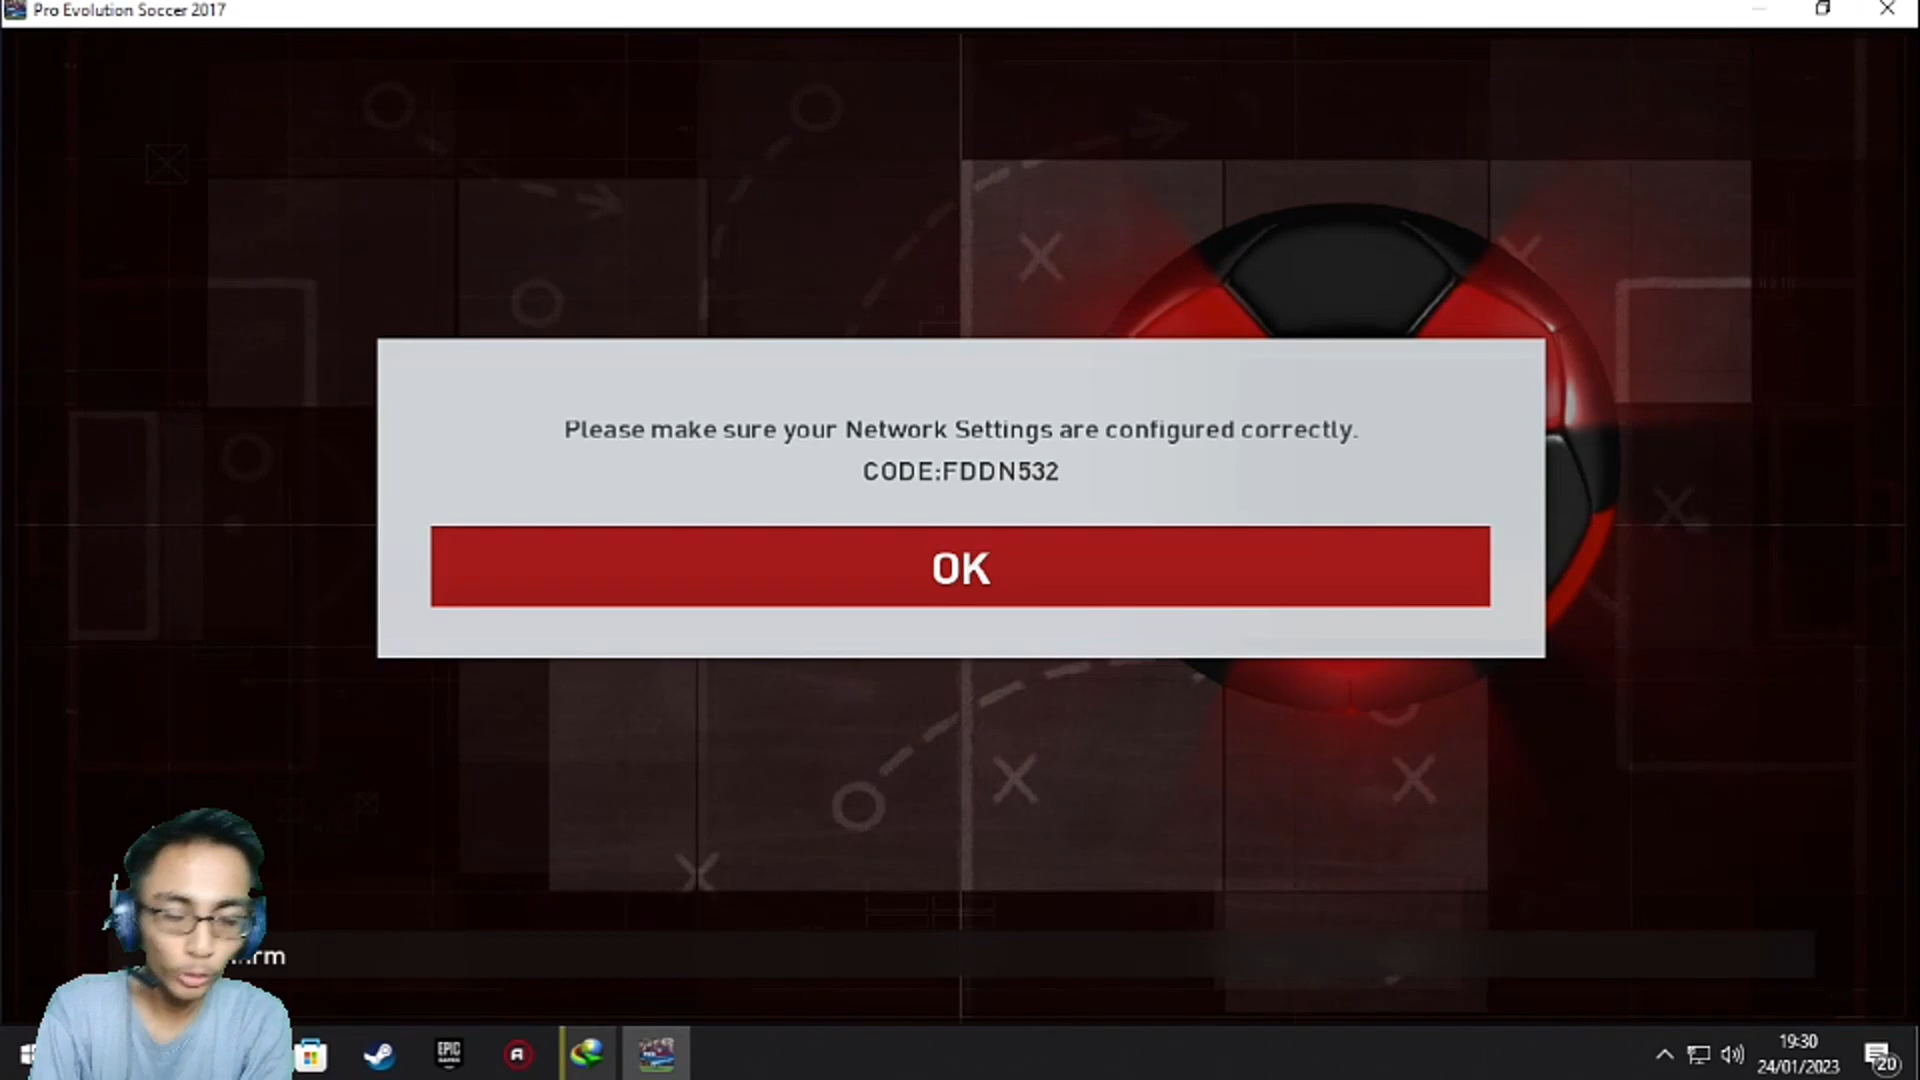 Pro Evolution Soccer 2017
Please make sure your Network Settings are configured correctly.
CODE:FDDN532
OK
EPIC
GAMES
19:30
24/01/2023
20